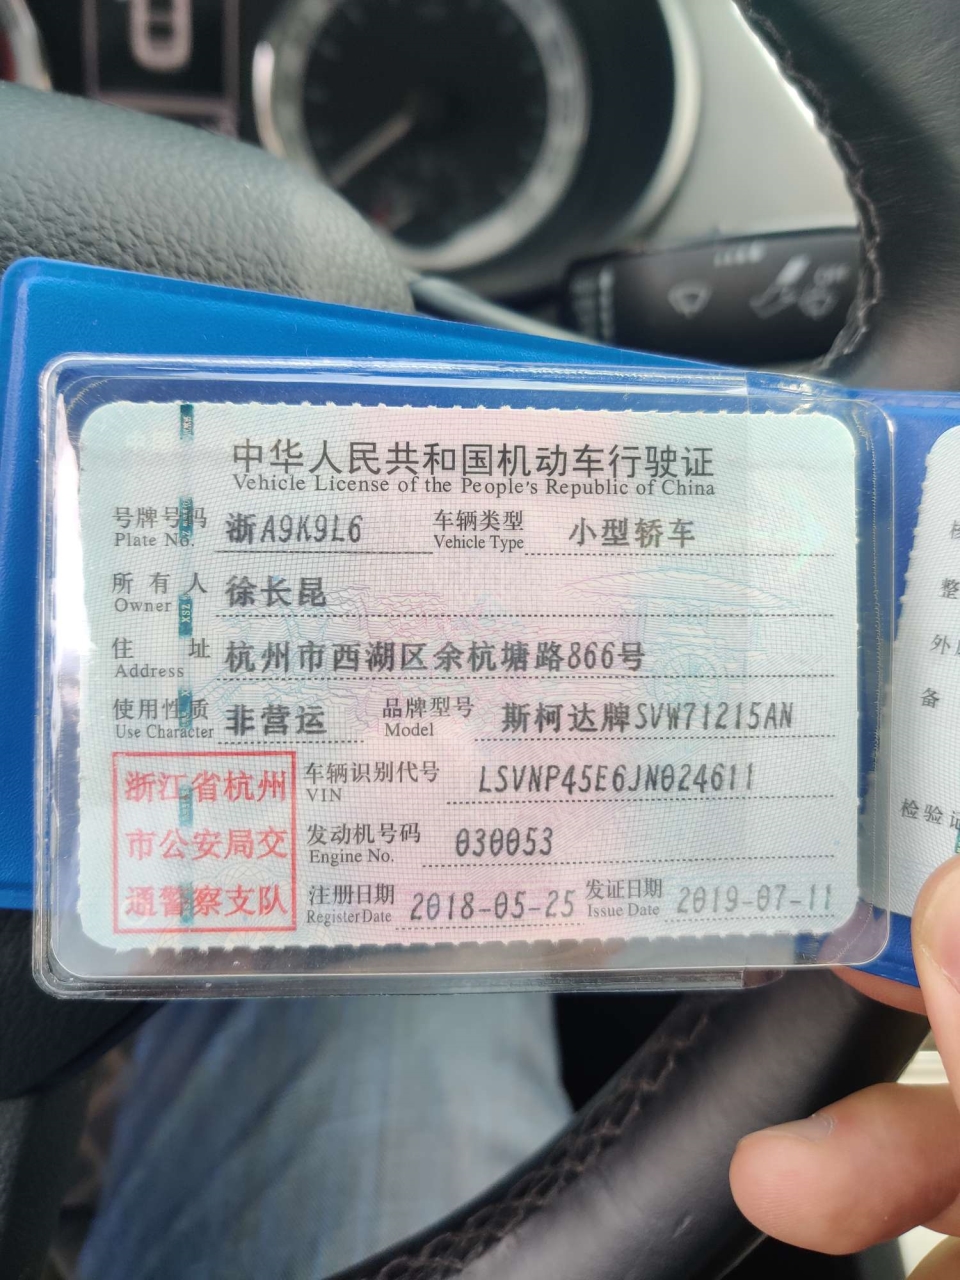 中华人民共和国机动车行驶证
Vehicle License of the People's Republic of China
号牌号码 浙A9K9L6 车辆类型 小型轿车
Plate No. Vehicle Type
所有人 徐长昆
Owner
住址 杭州市西湖区余杭塘路866号
Address
使用性质 非营运 品牌型号 斯柯达牌SVW71215AN
Use Character Model
车辆识别代号 LSVNP45E6JN024611
VIN
发动机号码 030053
Engine No.
注册日期 2018-05-25 发证日期 2019-07-11
Register Date Issue Date
浙江省杭州
市公安局交
通警察支队
XSZ
整
备
检验证
OFF